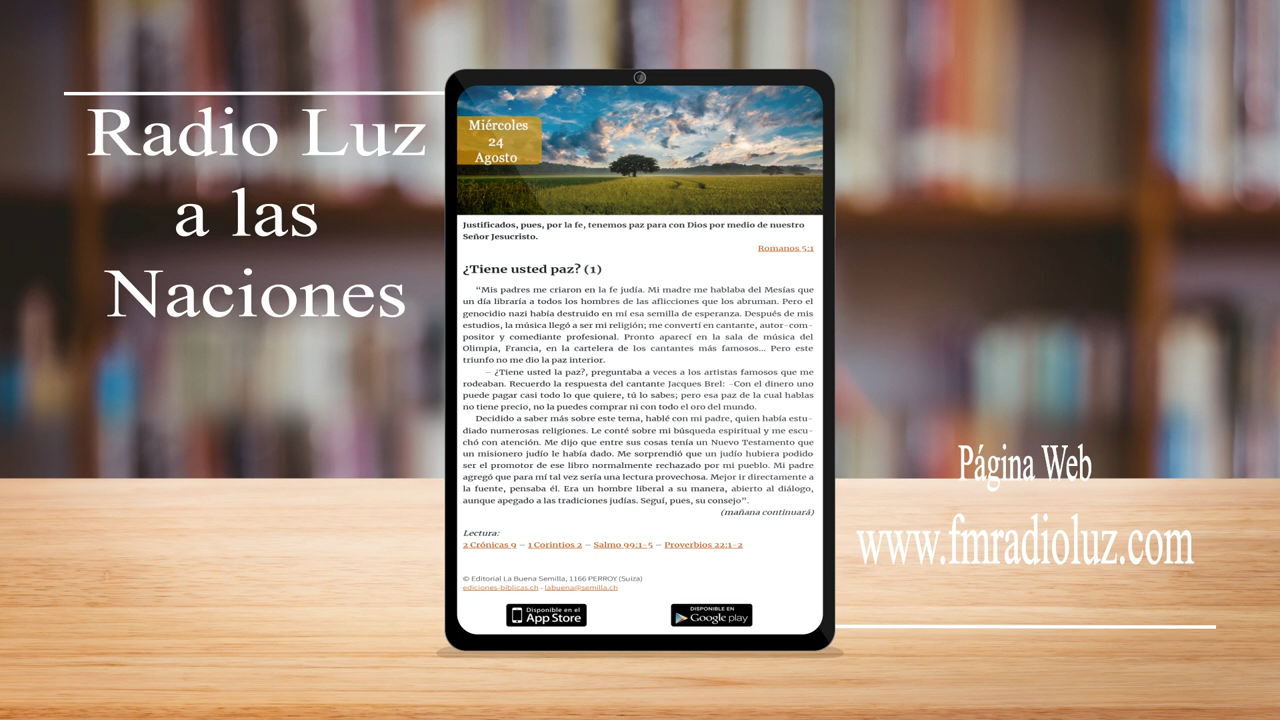 Radio Luz
a las
Naciones
Miércoles
24
Agosto
Justificados, pues, por la fe, tenemos paz para con Dios por medio de nuestro
Señor Jesucristo.
Romanos 5:1
¿Tiene usted paz? (1)
“Mis padres me criaron en la fe judía. Mi madre me hablaba del Mesías que
un día libraría a todos los hombres de las aflicciones que los abruman. Pero el
genocidio nazi había destruido en mí esa semilla de esperanza. Después de mis
estudios, la música llegó a ser mi religión; me convertí en cantante, autor-com-
positor y comediante profesional. Pronto aparecí en la sala de música del
Olimpia, Francia, en la cartelera de los cantantes más famosos... Pero este
triunfo no me dio la paz interior.
– ¿Tiene usted la paz?, preguntaba a veces a los artistas famosos que me
rodeaban. Recuerdo la respuesta del cantante Jacques Brel: –Con el dinero uno
puede pagar casi todo lo que quiere, tú lo sabes; pero esa paz de la cual hablas
no tiene precio, no la puedes comprar ni con todo el oro del mundo.
Decidido a saber más sobre este tema, hablé con mi padre, quien había estu-
diado numerosas religiones. Le conté sobre mi búsqueda espiritual y me escu-
chó con atención. Me dijo que entre sus cosas tenía un Nuevo Testamento que
un misionero judío le había dado. Me sorprendió que un judío hubiera podido
ser el promotor de ese libro normalmente rechazado por mi pueblo. Mi padre
agregó que para mí tal vez sería una lectura provechosa. Mejor ir directamente a
la fuente, pensaba él. Era un hombre liberal a su manera, abierto al diálogo,
aunque apegado a las tradiciones judías. Seguí, pues, su consejo”.
(mañana continuará)
Lectura:
2 Crónicas 9 – 1 Corintios 2 – Salmo 99:1-5 – Proverbios 22:1-2
© Editorial La Buena Semilla, 1166 PERROY (Suiza)
ediciones-biblicas.ch - labuena@semilla.ch
Disponible en el
App Store
DISPONIBLE EN
Google play
Página Web
www.fmradioluz.com